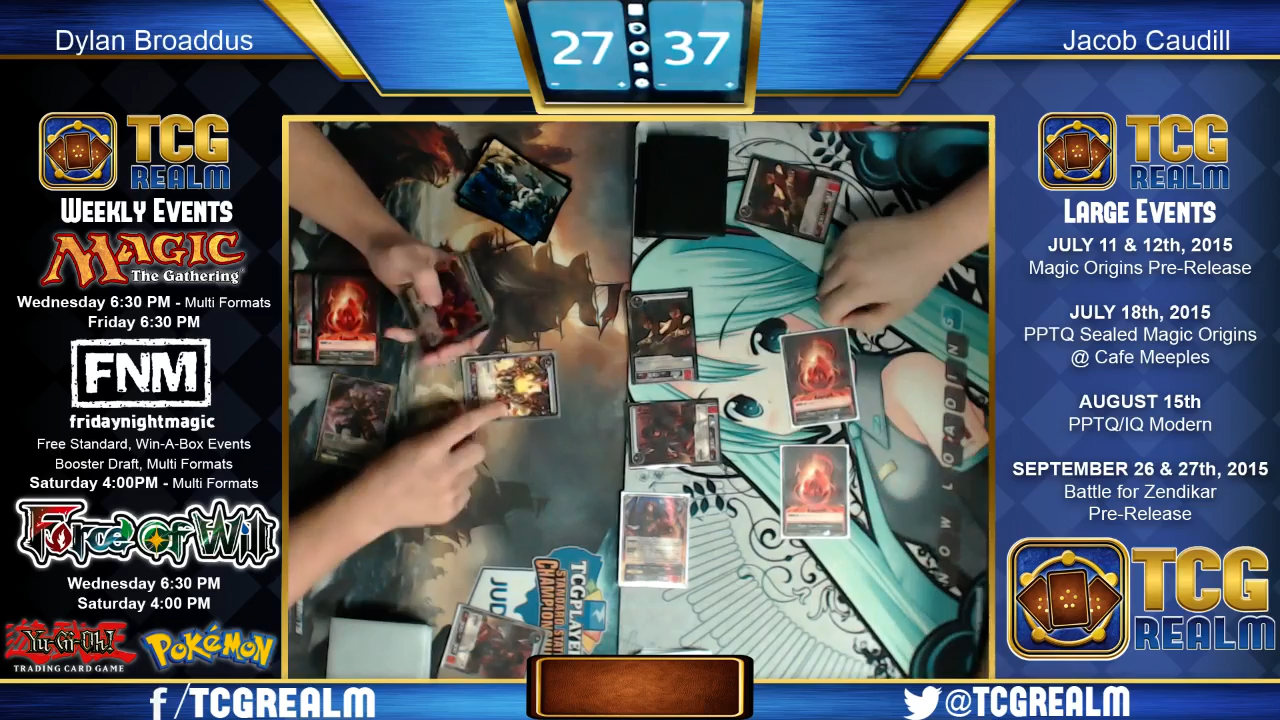 Dylan Broaddus
27
37
Jacob Caudill
TCG
REALM
WEEKLY EVENTS
MAGIC
The Gathering
Wednesday 6:30 PM - Multi Formats
Friday 6:30 PM
FNM
fridaynightmagic
Free Standard, Win-A-Box Events
Booster Draft, Multi Formats
Saturday 4:00PM - Multi Formats
Force of Will
Wednesday 6:30 PM
Saturday 4:00 PM
Yu-Gi-Oh!
TRADING CARD GAME
POKéMON
TCG
REALM
LARGE EVENTS
JULY 11 & 12th, 2015
Magic Origins Pre-Release
JULY 18th, 2015
PPTQ Sealed Magic Origins
@ Cafe Meeples
AUGUST 15th
PPTQ/IQ Modern
SEPTEMBER 26 & 27th, 2015
Battle for Zendikar
Pre-Release
TCG
REALM
TCGPLAYER
JUD
NOW LOADING
f/TCGREALM
@TCGREALM